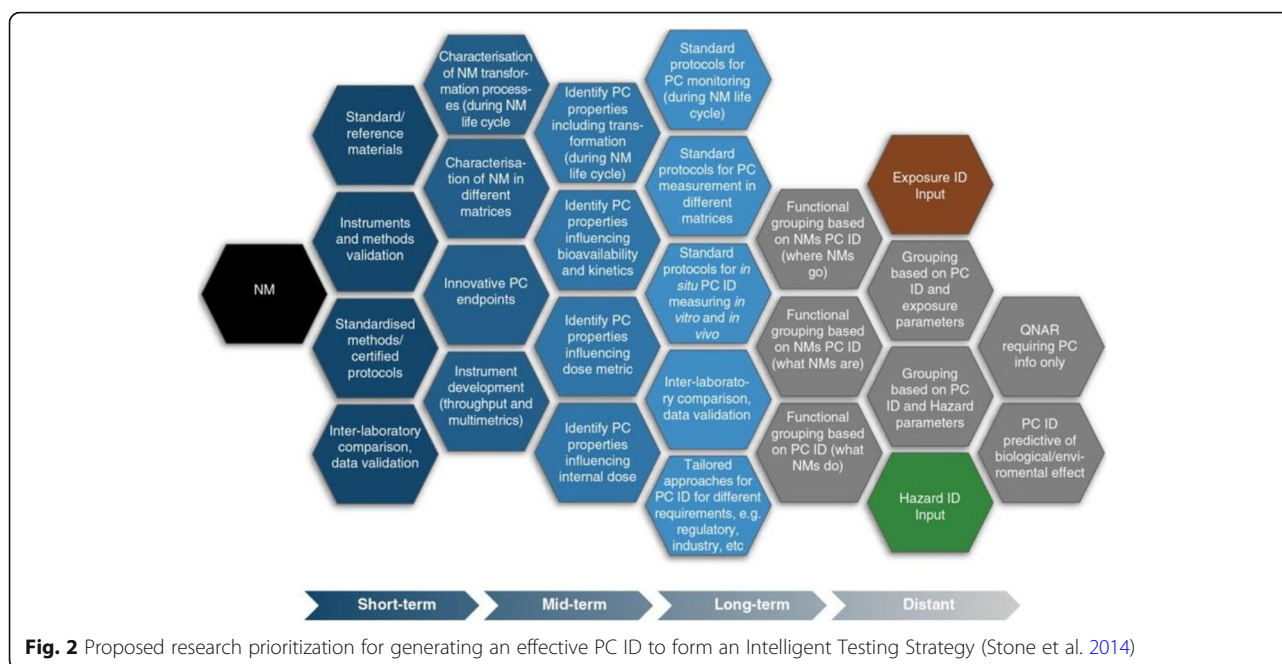 NM
Standard/
reference
materials
Instruments
and methods
validation
Standardised
methods/
certified
protocols
Inter-laboratory
comparison,
data validation
Characterisation
of NM transfor-
mation process-
es (during NM
life cycle
Characterisa-
tion of NM in
different
matrices
Innovative PC
endpoints
Instrument
development
(throughput and
multimetrics)
Identify PC
properties
including trans-
formation
(during NM
life cycle)
Identify PC
properties
influencing
bioavailability
and kinetics
Identify PC
properties
influencing
dose metric
Identify PC
properties
influencing
internal dose
Standard
protocols for
PC monitoring
(during NM life
cycle)
Standard
protocols for PC
measurement in
different
matrices
Standard
protocols for in
situ PC ID
measuring in
vitro and in
vivo
Inter-laborato-
ry comparison,
data validation
Tailored
approaches for
PC ID for different
requirements, e.g.
regulatory,
industry, etc
Functional
grouping based
on NMs PC ID
(where NMs
go)
Functional
grouping based
on NMs PC ID
(what NMs are)
Functional
grouping based
on PC ID (what
NMs do)
Exposure ID
Input
Grouping
based on PC
ID and
exposure
parameters
Grouping
based on PC
ID and Hazard
parameters
Hazard ID
Input
QNAR
requiring PC
info only
PC ID
predictive of
biological/envi-
romental effect
Short-term
Mid-term
Long-term
Distant
Fig. 2 Proposed research prioritization for generating an effective PC ID to form an Intelligent Testing Strategy (Stone et al. 2014)